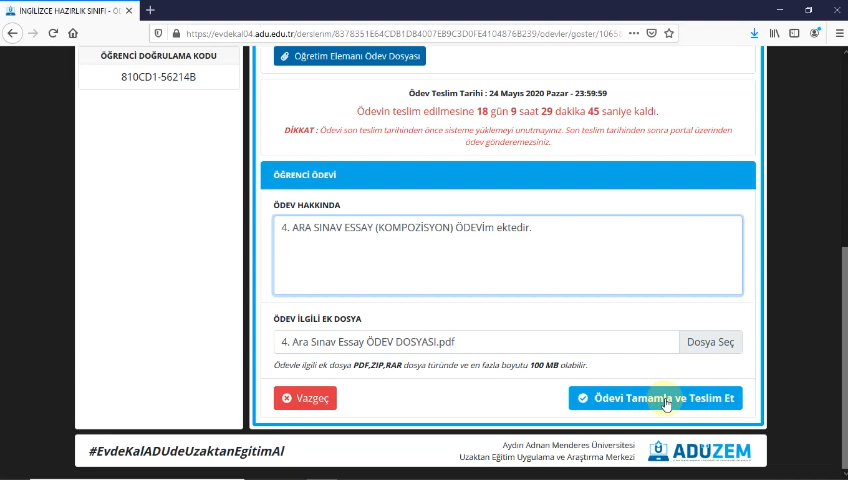 İNGİLİZCE HAZIRLIK SINIFI - Ö
https://evdekal04.adu.edu.tr/derslerim/8378351E64CDB1DB4007EB9C3D0FE4104876B239/odevler/goster/1065
ÖĞRENCİ DOĞRULAMA KODU
810CD1-56214B
Öğretim Elemanı Ödev Dosyası
Ödev Teslim Tarihi : 24 Mayıs 2020 Pazar - 23:59:59
Ödevin teslim edilmesine 18 gün 9 saat 29 dakika 45 saniye kaldı.
DİKKAT : Ödevi son teslim tarihinden önce sisteme yüklemeyi unutmayınız. Son teslim tarihinden sonra portal üzerinden
ödev gönderemezsiniz.
ÖĞRENCİ ÖDEVİ
ÖDEV HAKKINDA
4. ARA SINAV ESSAY (KOMPOZİSYON) ÖDEVİm ektedir.
ÖDEV İLGİLİ EK DOSYA
4. Ara Sınav Essay ÖDEV DOSYASI.pdf
Dosya Seç
Ödevle ilgili ek dosya PDF,ZIP,RAR dosya türünde ve en fazla boyutu 100 MB olabilir.
Vazgeç
Ödevi Tamamla ve Teslim Et
#EvdeKalADUdeUzaktanEgitimAl
Aydın Adnan Menderes Üniversitesi
Uzaktan Eğitim Uygulama ve Araştırma Merkezi
ADUZEM